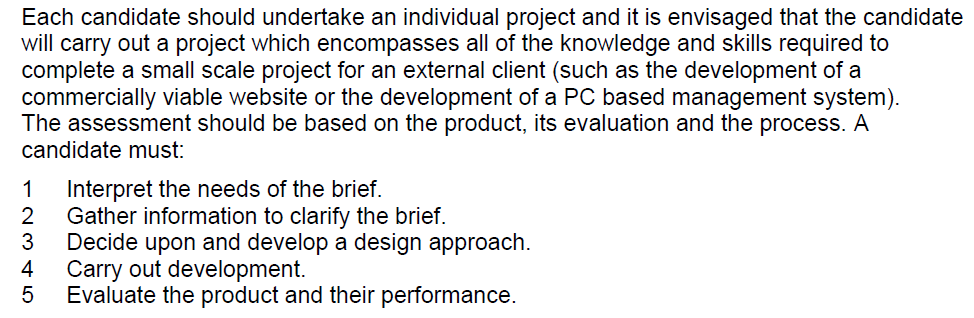 Each candidate should undertake an individual project and it is envisaged that the candidate
will carry out a project which encompasses all of the knowledge and skills required to
complete a small scale project for an external client (such as the development of a
commercially viable website or the development of a PC based management system).
The assessment should be based on the product, its evaluation and the process. A
candidate must:
1 Interpret the needs of the brief.
2 Gather information to clarify the brief.
3 Decide upon and develop a design approach.
4 Carry out development.
5 Evaluate the product and their performance.